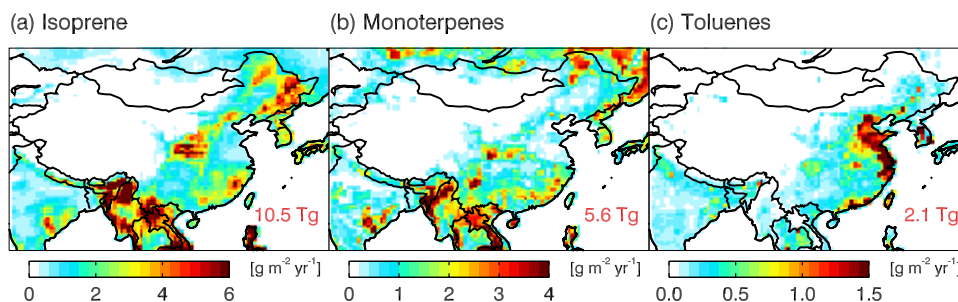 (a) Isoprene
(b) Monoterpenes
(c) Toluenes
10.5 Tg
5.6 Tg
2.1 Tg
0 2 4 6 [g m⁻² yr⁻¹]
0 1 2 3 4 [g m⁻² yr⁻¹]
0.0 0.5 1.0 1.5 [g m⁻² yr⁻¹]